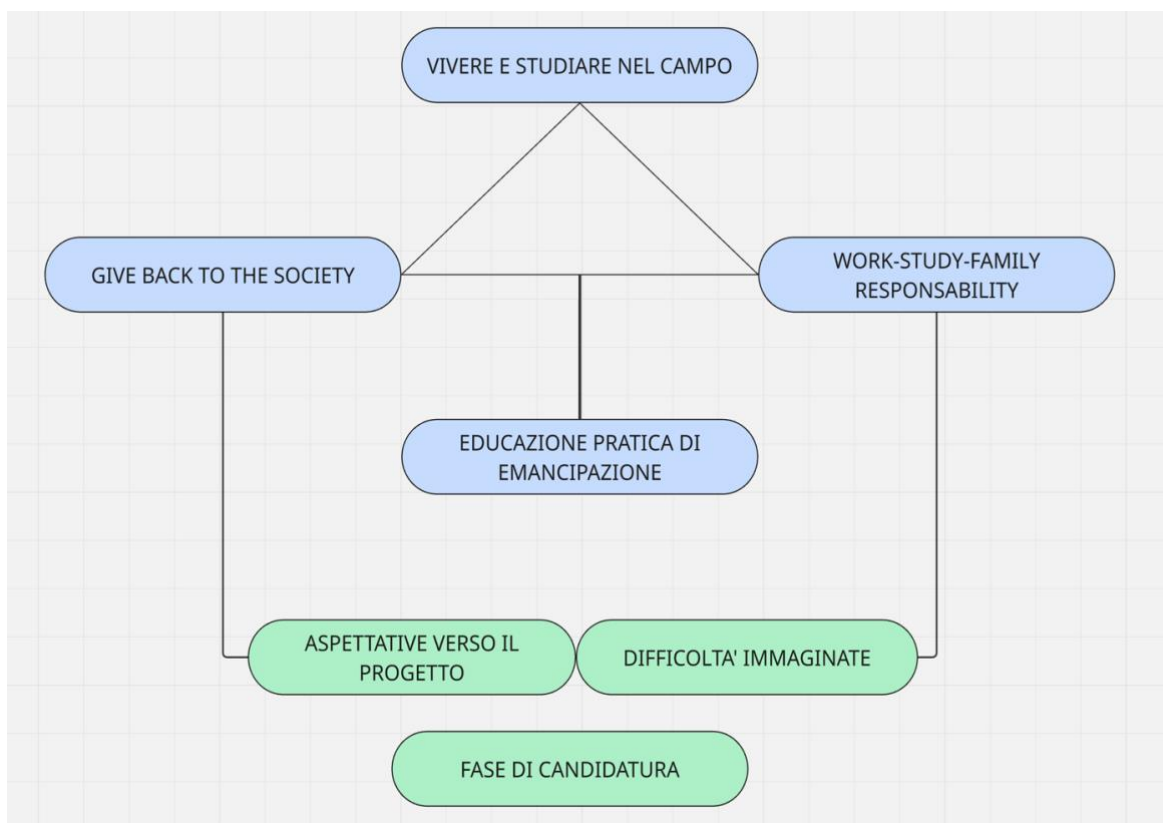 VIVERE E STUDIARE NEL CAMPO
GIVE BACK TO THE SOCIETY
WORK-STUDY-FAMILY
RESPONSABILITY
EDUCAZIONE PRATICA DI
EMANCIPAZIONE
ASPETTATIVE VERSO IL
PROGETTO
DIFFICOLTA' IMMAGINATE
FASE DI CANDIDATURA